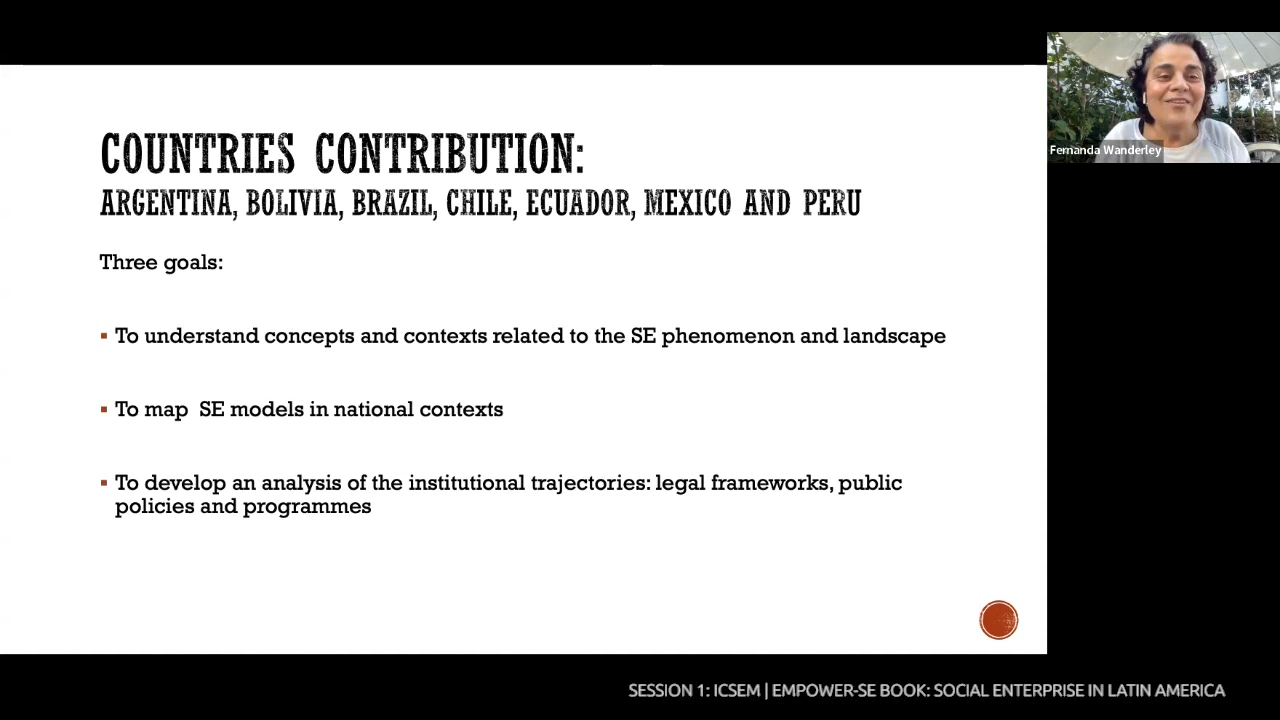 COUNTRIES CONTRIBUTION:
ARGENTINA, BOLIVIA, BRAZIL, CHILE, ECUADOR, MEXICO AND PERU
Three goals:
▪ To understand concepts and contexts related to the SE phenomenon and landscape
▪ To map SE models in national contexts
▪ To develop an analysis of the institutional trajectories: legal frameworks, public
policies and programmes
Fernanda Wanderley
SESSION 1: ICSEM | EMPOWER-SE BOOK: SOCIAL ENTERPRISE IN LATIN AMERICA